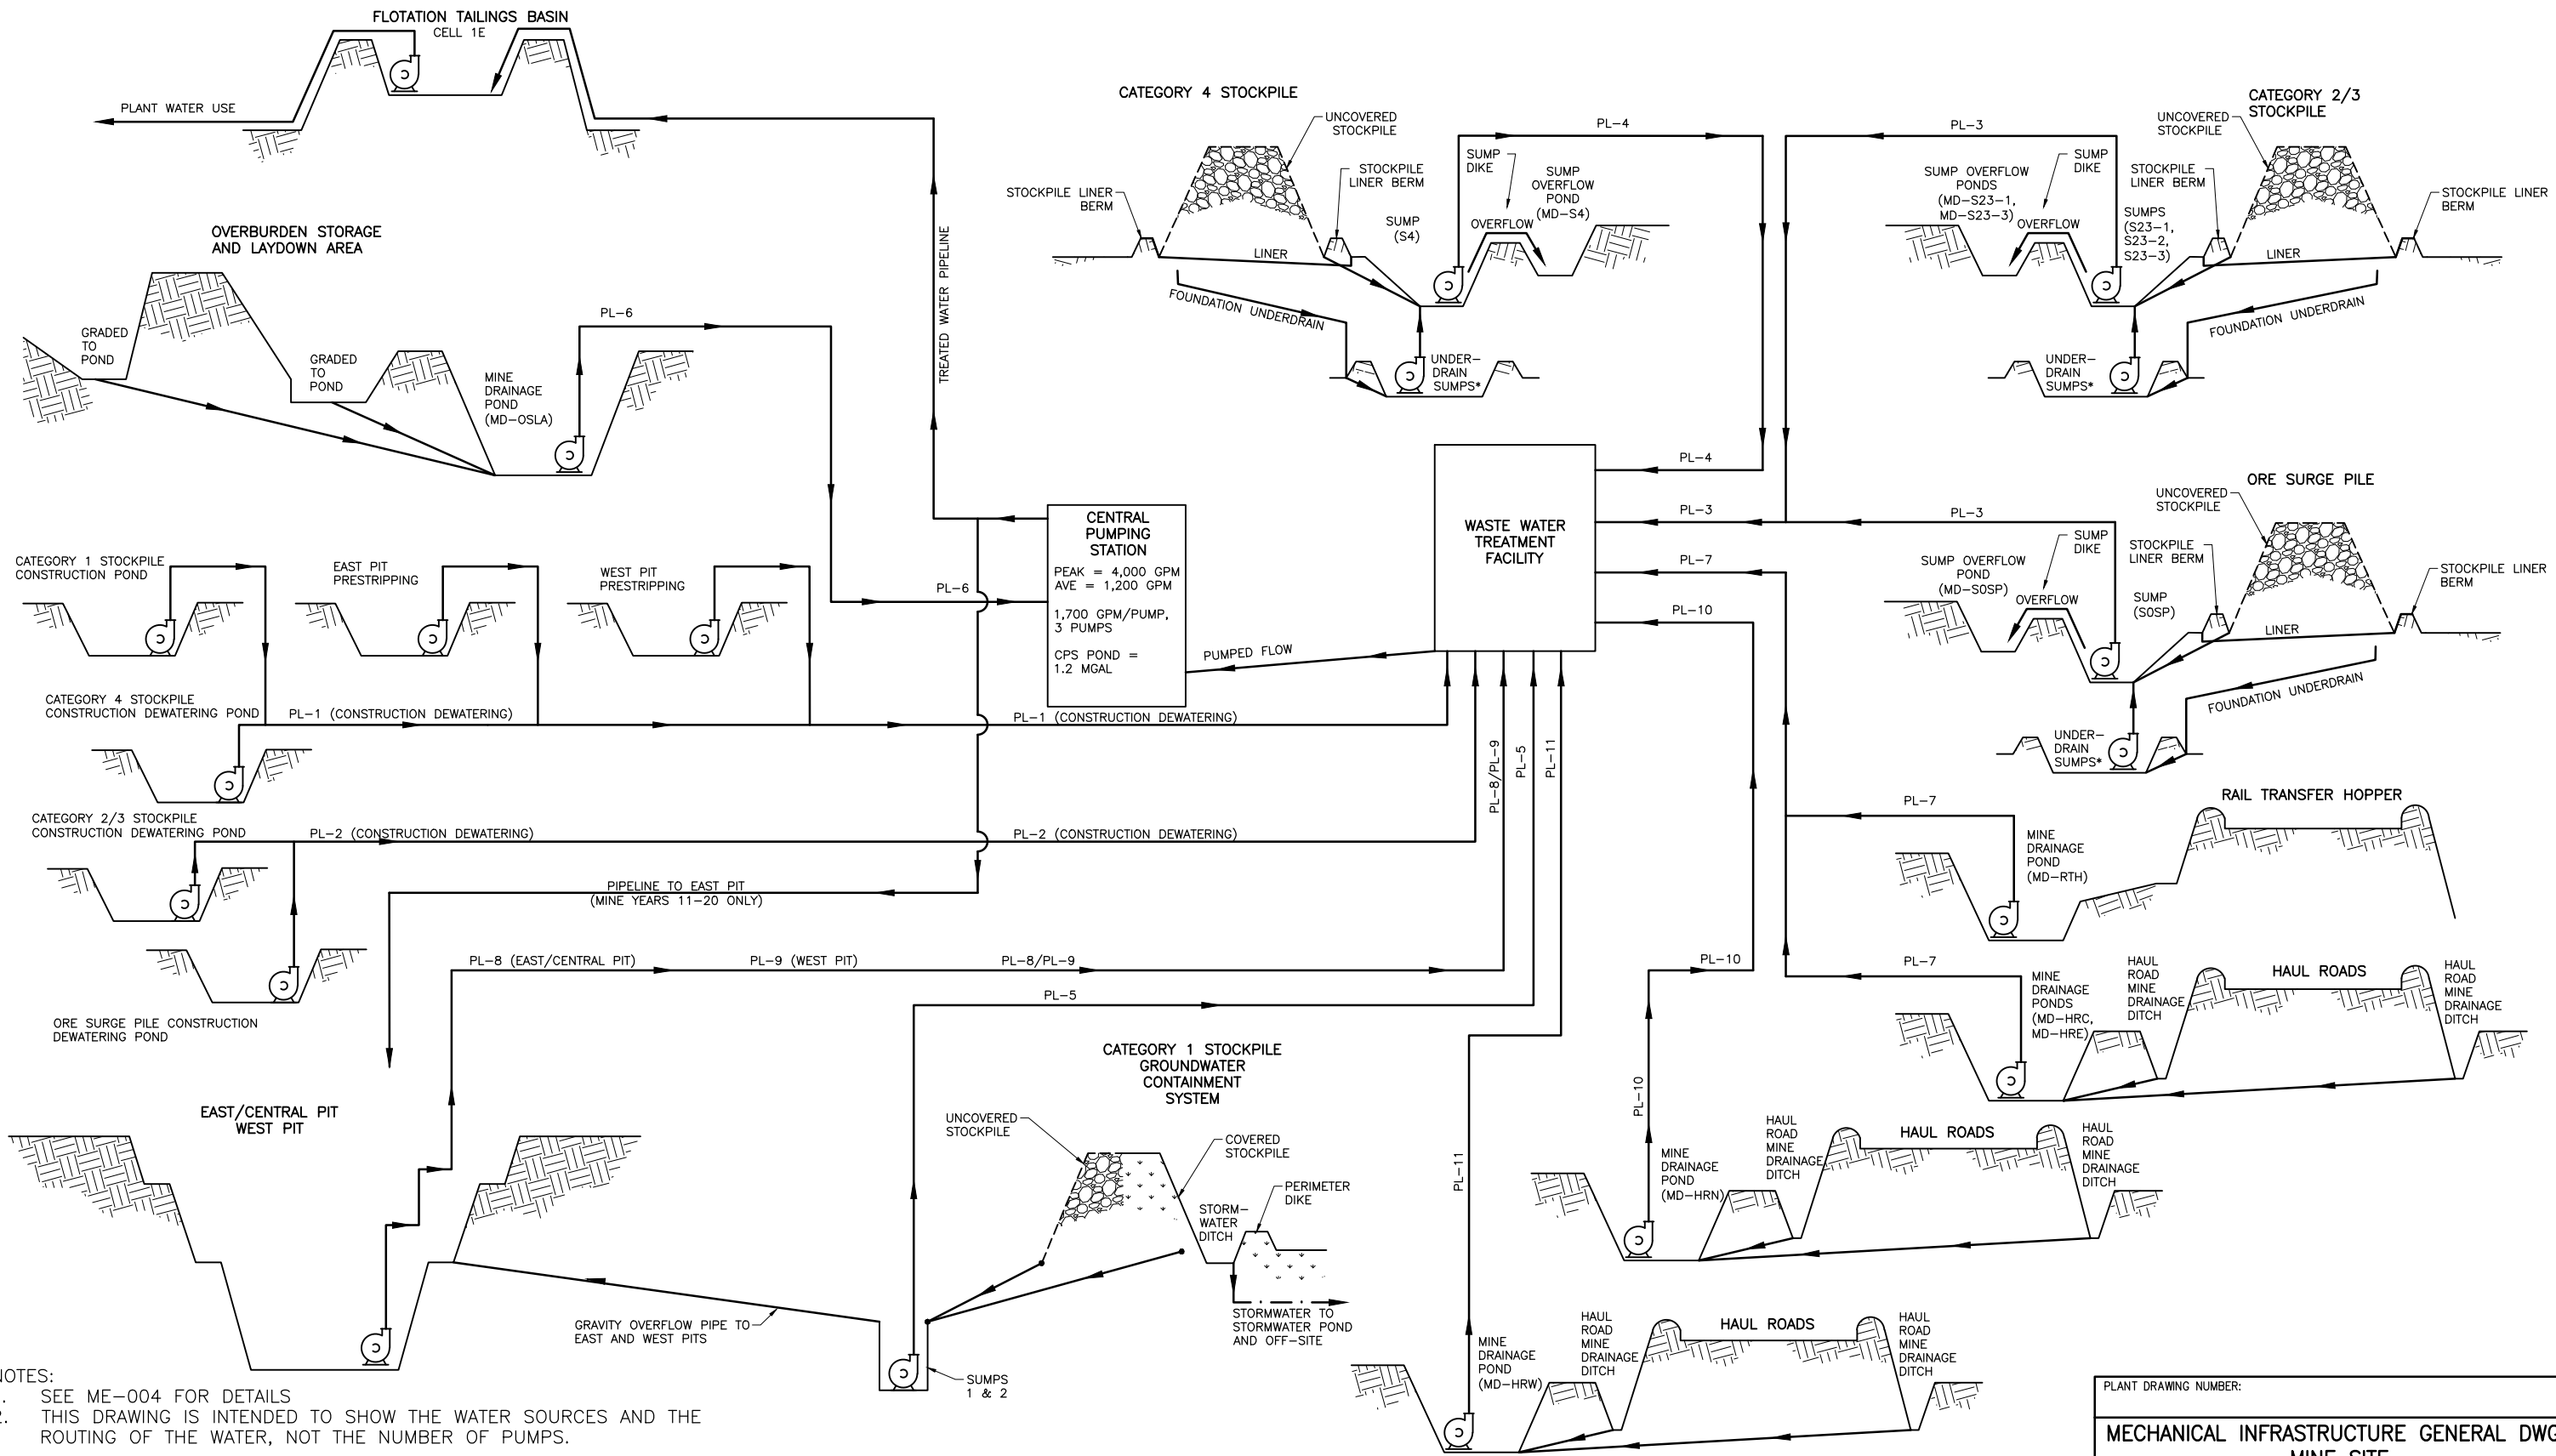 FLOTATION TAILINGS BASIN
CELL 1E
PLANT WATER USE
OVERBURDEN STORAGE
AND LAYDOWN AREA
GRADED
TO
POND
GRADED
TO
POND
MINE
DRAINAGE
POND
(MD-OSLA)
PL-6
TREATED WATER PIPELINE
CATEGORY 4 STOCKPILE
UNCOVERED
STOCKPILE
STOCKPILE LINER
BERM
STOCKPILE
LINER BERM
LINER
FOUNDATION UNDERDRAIN
SUMP
(S4)
SUMP
DIKE
OVERFLOW
SUMP
OVERFLOW
POND
(MD-S4)
UNDER-
DRAIN
SUMPS*
PL-4
PL-3
CATEGORY 2/3
STOCKPILE
UNCOVERED
STOCKPILE
SUMP OVERFLOW
PONDS
(MD-S23-1,
MD-S23-3)
SUMP
DIKE
OVERFLOW
STOCKPILE
LINER BERM
SUMPS
(S23-1,
S23-2,
S23-3)
LINER
STOCKPILE LINER
BERM
FOUNDATION UNDERDRAIN
UNDER-
DRAIN
SUMPS*
PL-4
PL-3
PL-7
PL-10
WASTE WATER
TREATMENT
FACILITY
PL-3
ORE SURGE PILE
UNCOVERED
STOCKPILE
SUMP OVERFLOW
POND
(MD-SOSP)
SUMP
DIKE
OVERFLOW
STOCKPILE
LINER BERM
SUMP
(SOSP)
LINER
STOCKPILE LINER
BERM
FOUNDATION UNDERDRAIN
UNDER-
DRAIN
SUMPS*
CENTRAL
PUMPING
STATION
PEAK = 4,000 GPM
AVE = 1,200 GPM
1,700 GPM/PUMP,
3 PUMPS
CPS POND =
1.2 MGAL
PL-6
PUMPED FLOW
CATEGORY 1 STOCKPILE
CONSTRUCTION POND
EAST PIT
PRESTRIPPING
WEST PIT
PRESTRIPPING
CATEGORY 4 STOCKPILE
CONSTRUCTION DEWATERING POND
PL-1 (CONSTRUCTION DEWATERING)
PL-1 (CONSTRUCTION DEWATERING)
CATEGORY 2/3 STOCKPILE
CONSTRUCTION DEWATERING POND
PL-2 (CONSTRUCTION DEWATERING)
PL-2 (CONSTRUCTION DEWATERING)
PL-8/PL-9
PL-5
PL-11
PIPELINE TO EAST PIT
(MINE YEARS 11-20 ONLY)
ORE SURGE PILE CONSTRUCTION
DEWATERING POND
PL-8 (EAST/CENTRAL PIT)
PL-9 (WEST PIT)
PL-8/PL-9
PL-5
PL-10
RAIL TRANSFER HOPPER
PL-7
MINE
DRAINAGE
POND
(MD-RTH)
PL-7
MINE
DRAINAGE
PONDS
(MD-HRC,
MD-HRE)
HAUL
ROAD
MINE
DRAINAGE
DITCH
HAUL ROADS
HAUL
ROAD
MINE
DRAINAGE
DITCH
EAST/CENTRAL PIT
WEST PIT
CATEGORY 1 STOCKPILE
GROUNDWATER
CONTAINMENT
SYSTEM
UNCOVERED
STOCKPILE
COVERED
STOCKPILE
PERIMETER
DIKE
STORM-
WATER
DITCH
STORMWATER TO
STORMWATER POND
AND OFF-SITE
GRAVITY OVERFLOW PIPE TO
EAST AND WEST PITS
SUMPS
1 & 2
PL-10
MINE
DRAINAGE
POND
(MD-HRN)
HAUL
ROAD
MINE
DRAINAGE
DITCH
HAUL ROADS
HAUL
ROAD
MINE
DRAINAGE
DITCH
PL-11
MINE
DRAINAGE
POND
(MD-HRW)
HAUL
ROAD
MINE
DRAINAGE
DITCH
HAUL ROADS
HAUL
ROAD
MINE
DRAINAGE
DITCH
NOTES:
. SEE ME-004 FOR DETAILS
2. THIS DRAWING IS INTENDED TO SHOW THE WATER SOURCES AND THE
ROUTING OF THE WATER, NOT THE NUMBER OF PUMPS.
PLANT DRAWING NUMBER:
MECHANICAL INFRASTRUCTURE GENERAL DWG
MINE SITE